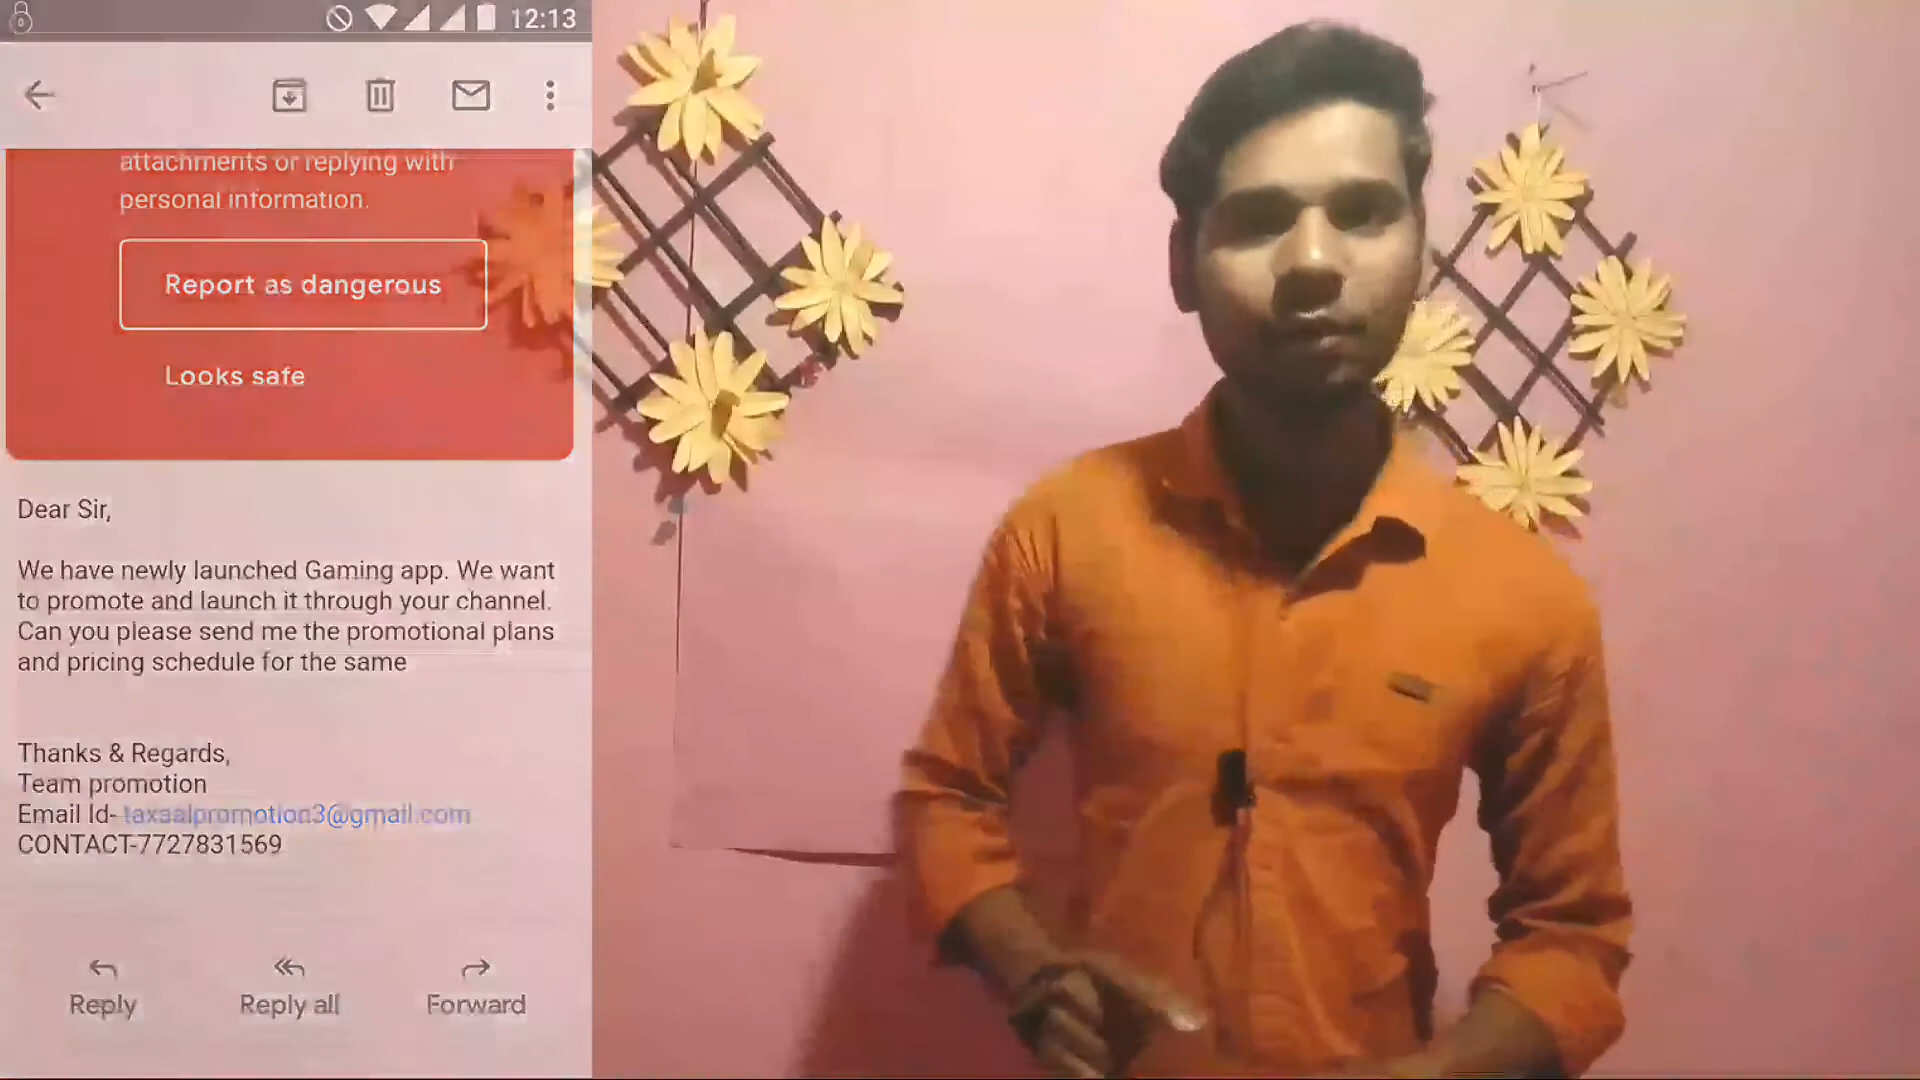 12:13
attachments or replying with
personal information.
Report as dangerous
Looks safe
Dear Sir,
We have newly launched Gaming app. We want
to promote and launch it through your channel.
Can you please send me the promotional plans
and pricing schedule for the same
Thanks & Regards,
Team promotion
Email Id- taxaalpromotion3@gmail.com
CONTACT-7727831569
Reply
Reply all
Forward